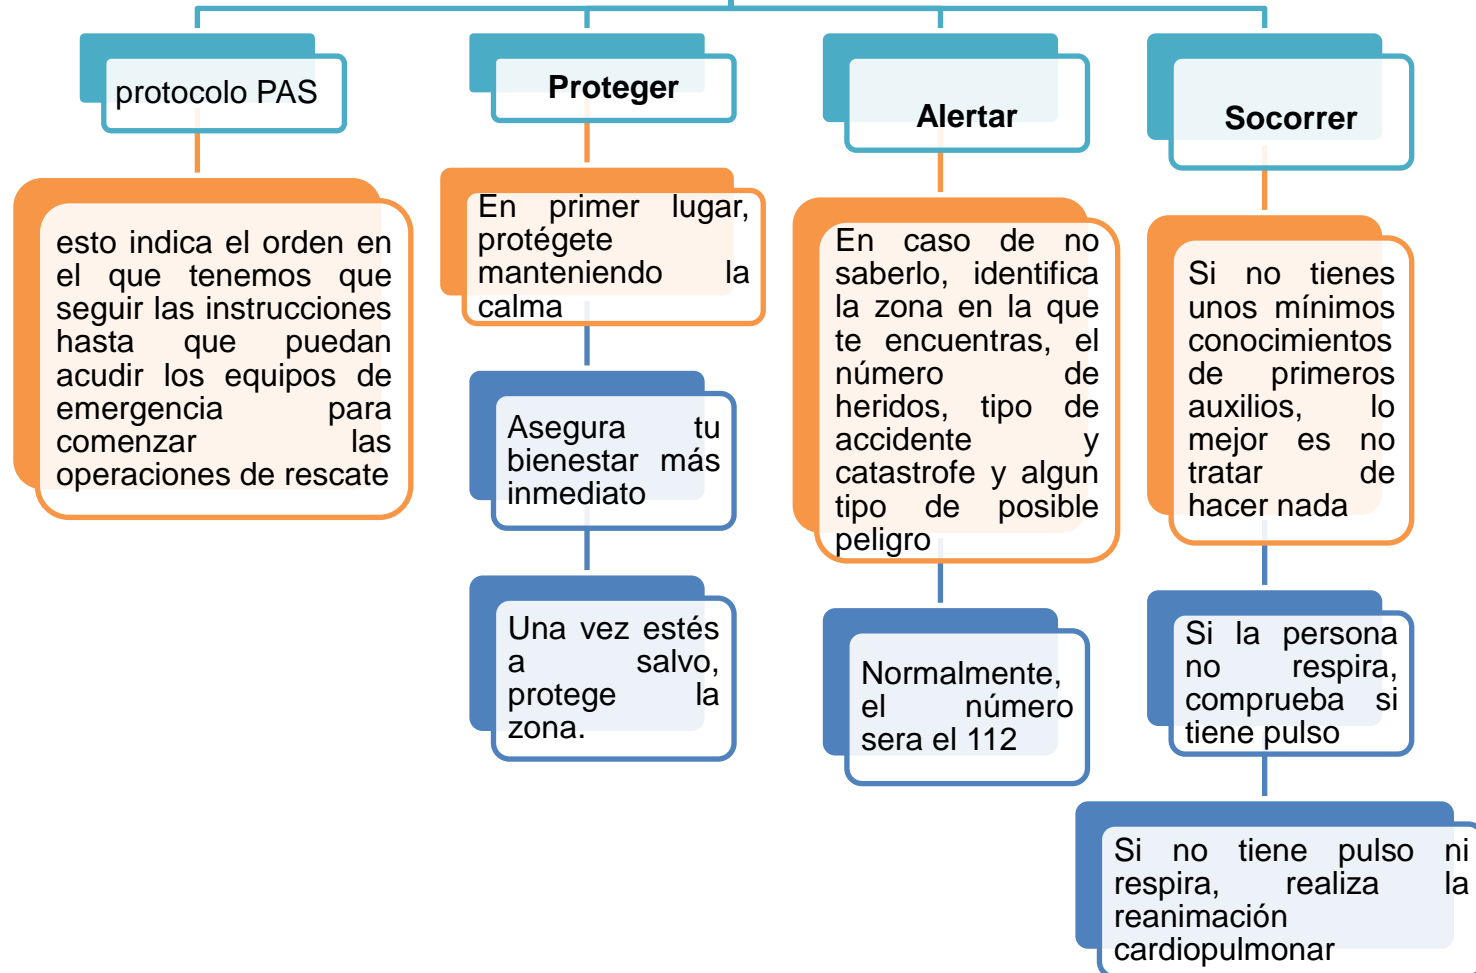 protocolo PAS
esto indica el orden en
el que tenemos que
seguir las instrucciones
hasta que puedan
acudir los equipos de
emergencia para
comenzar las
operaciones de rescate
Proteger
En primer lugar,
protégete
manteniendo la
calma
Asegura tu
bienestar más
inmediato
Una vez estés
a salvo,
protege la
zona.
Alertar
En caso de no
saberlo, identifica
la zona en la que
te encuentras, el
número de
heridos, tipo de
accidente y
catastrofe y algun
tipo de posible
peligro
Normalmente,
el número
sera el 112
Socorrer
Si no tienes
unos mínimos
conocimientos
de primeros
auxilios, lo
mejor es no
tratar de
hacer nada
Si la persona
no respira,
comprueba si
tiene pulso
Si no tiene pulso ni
respira, realiza la
reanimación
cardiopulmonar